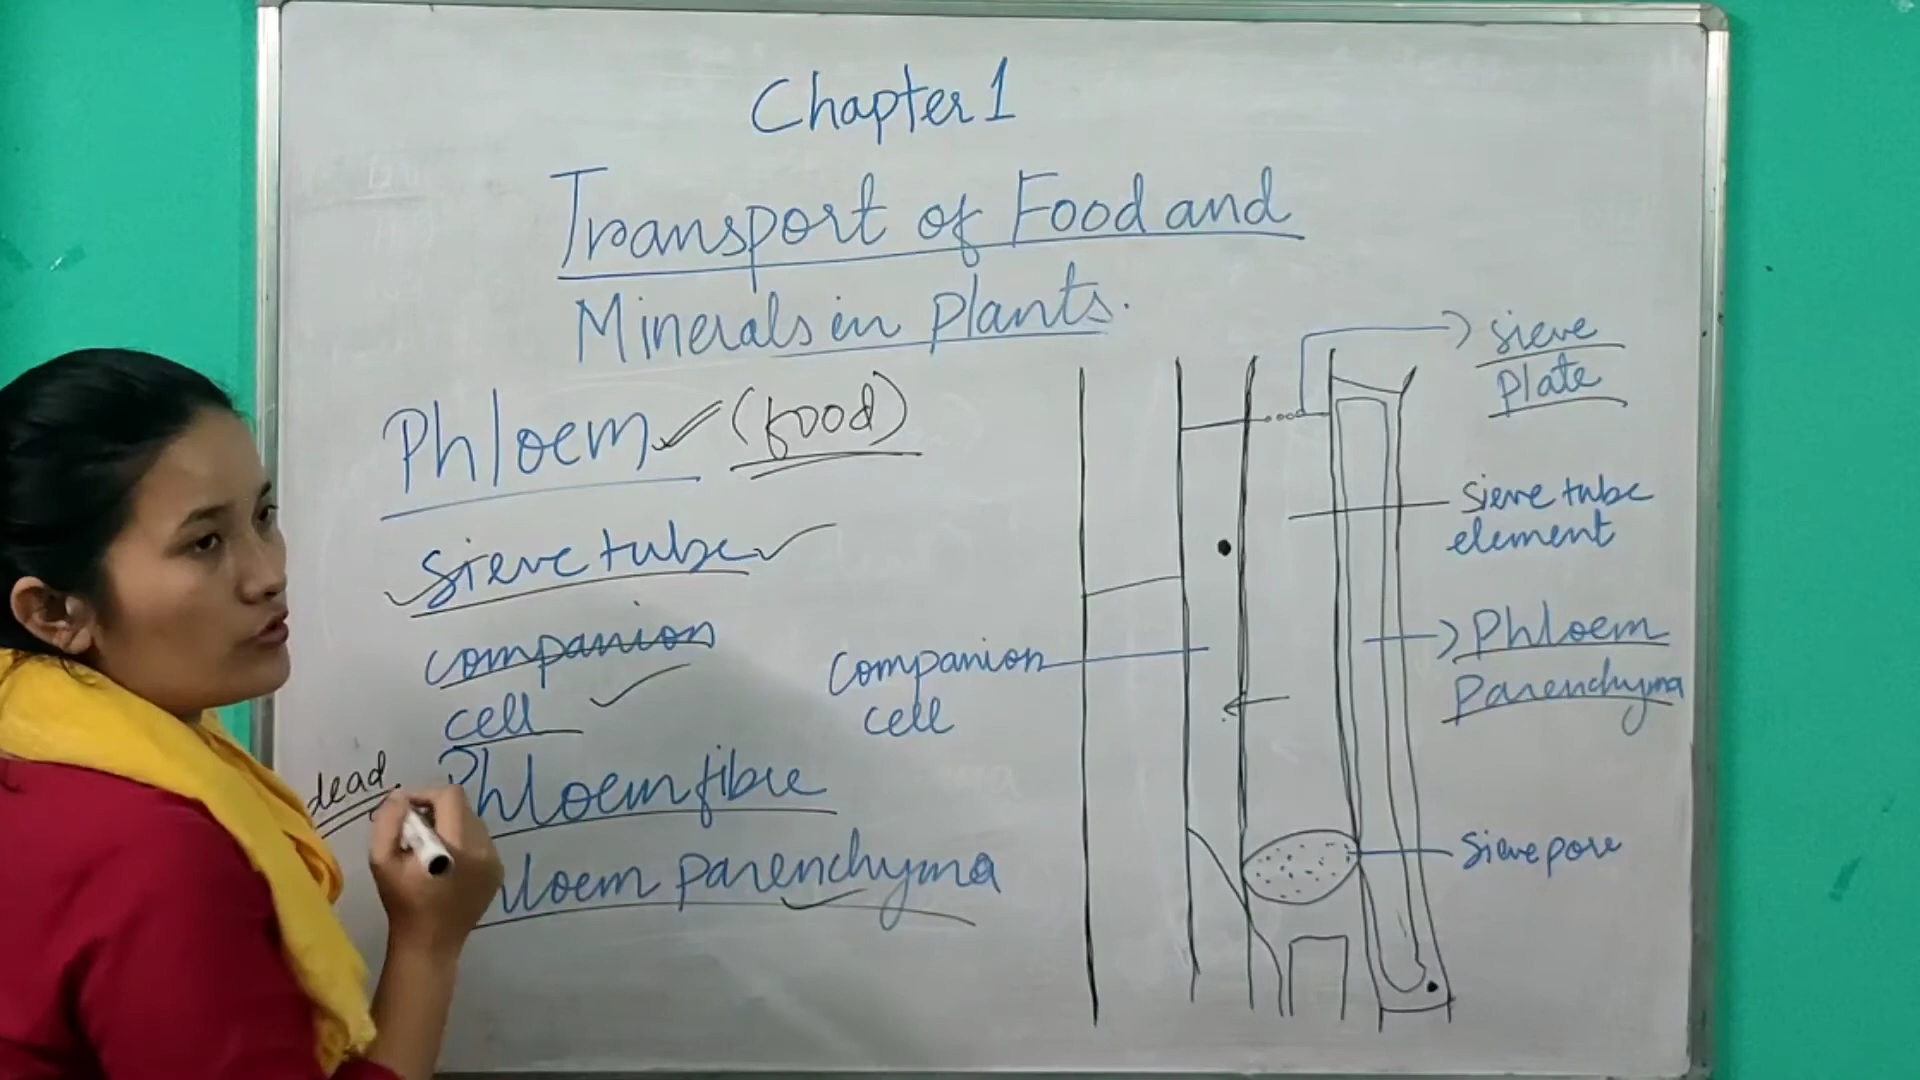 Chapter 1
Transport of Food and
Minerals in plants.
Phloem (food)
sieve tube
companion
cell
dead
Phloem fibre
Phloem parenchyma
companion
cell
sieve
plate
sieve tube
element
Phloem
parenchyma
sieve pore